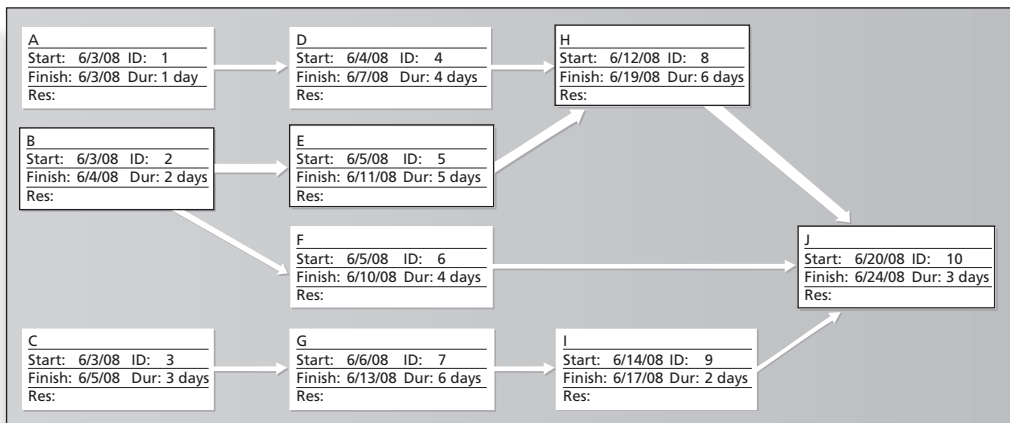 A
Start: 6/3/08 ID: 1
Finish: 6/3/08 Dur: 1 day
Res:
D
Start: 6/4/08 ID: 4
Finish: 6/7/08 Dur: 4 days
Res:
H
Start: 6/12/08 ID: 8
Finish: 6/19/08 Dur: 6 days
Res:
B
Start: 6/3/08 ID: 2
Finish: 6/4/08 Dur: 2 days
Res:
E
Start: 6/5/08 ID: 5
Finish: 6/11/08 Dur: 5 days
Res:
F
Start: 6/5/08 ID: 6
Finish: 6/10/08 Dur: 4 days
Res:
J
Start: 6/20/08 ID: 10
Finish: 6/24/08 Dur: 3 days
Res:
C
Start: 6/3/08 ID: 3
Finish: 6/5/08 Dur: 3 days
Res:
G
Start: 6/6/08 ID: 7
Finish: 6/13/08 Dur: 6 days
Res:
I
Start: 6/14/08 ID: 9
Finish: 6/17/08 Dur: 2 days
Res: